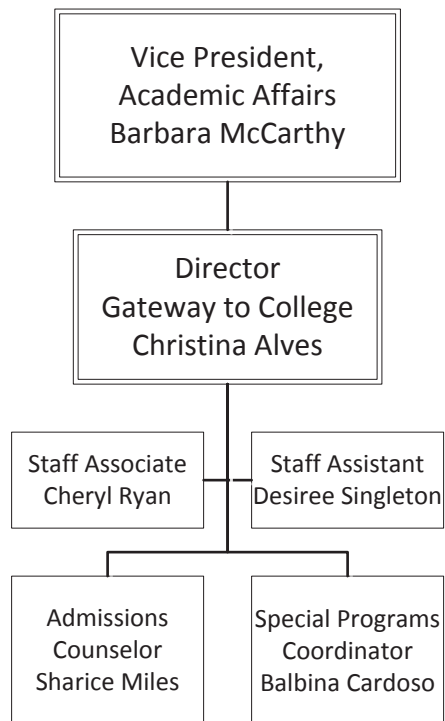 Vice President,
Academic Affairs
Barbara McCarthy
Director
Gateway to College
Christina Alves
Staff Associate
Cheryl Ryan
Staff Assistant
Desiree Singleton
Admissions
Counselor
Sharice Miles
Special Programs
Coordinator
Balbina Cardoso